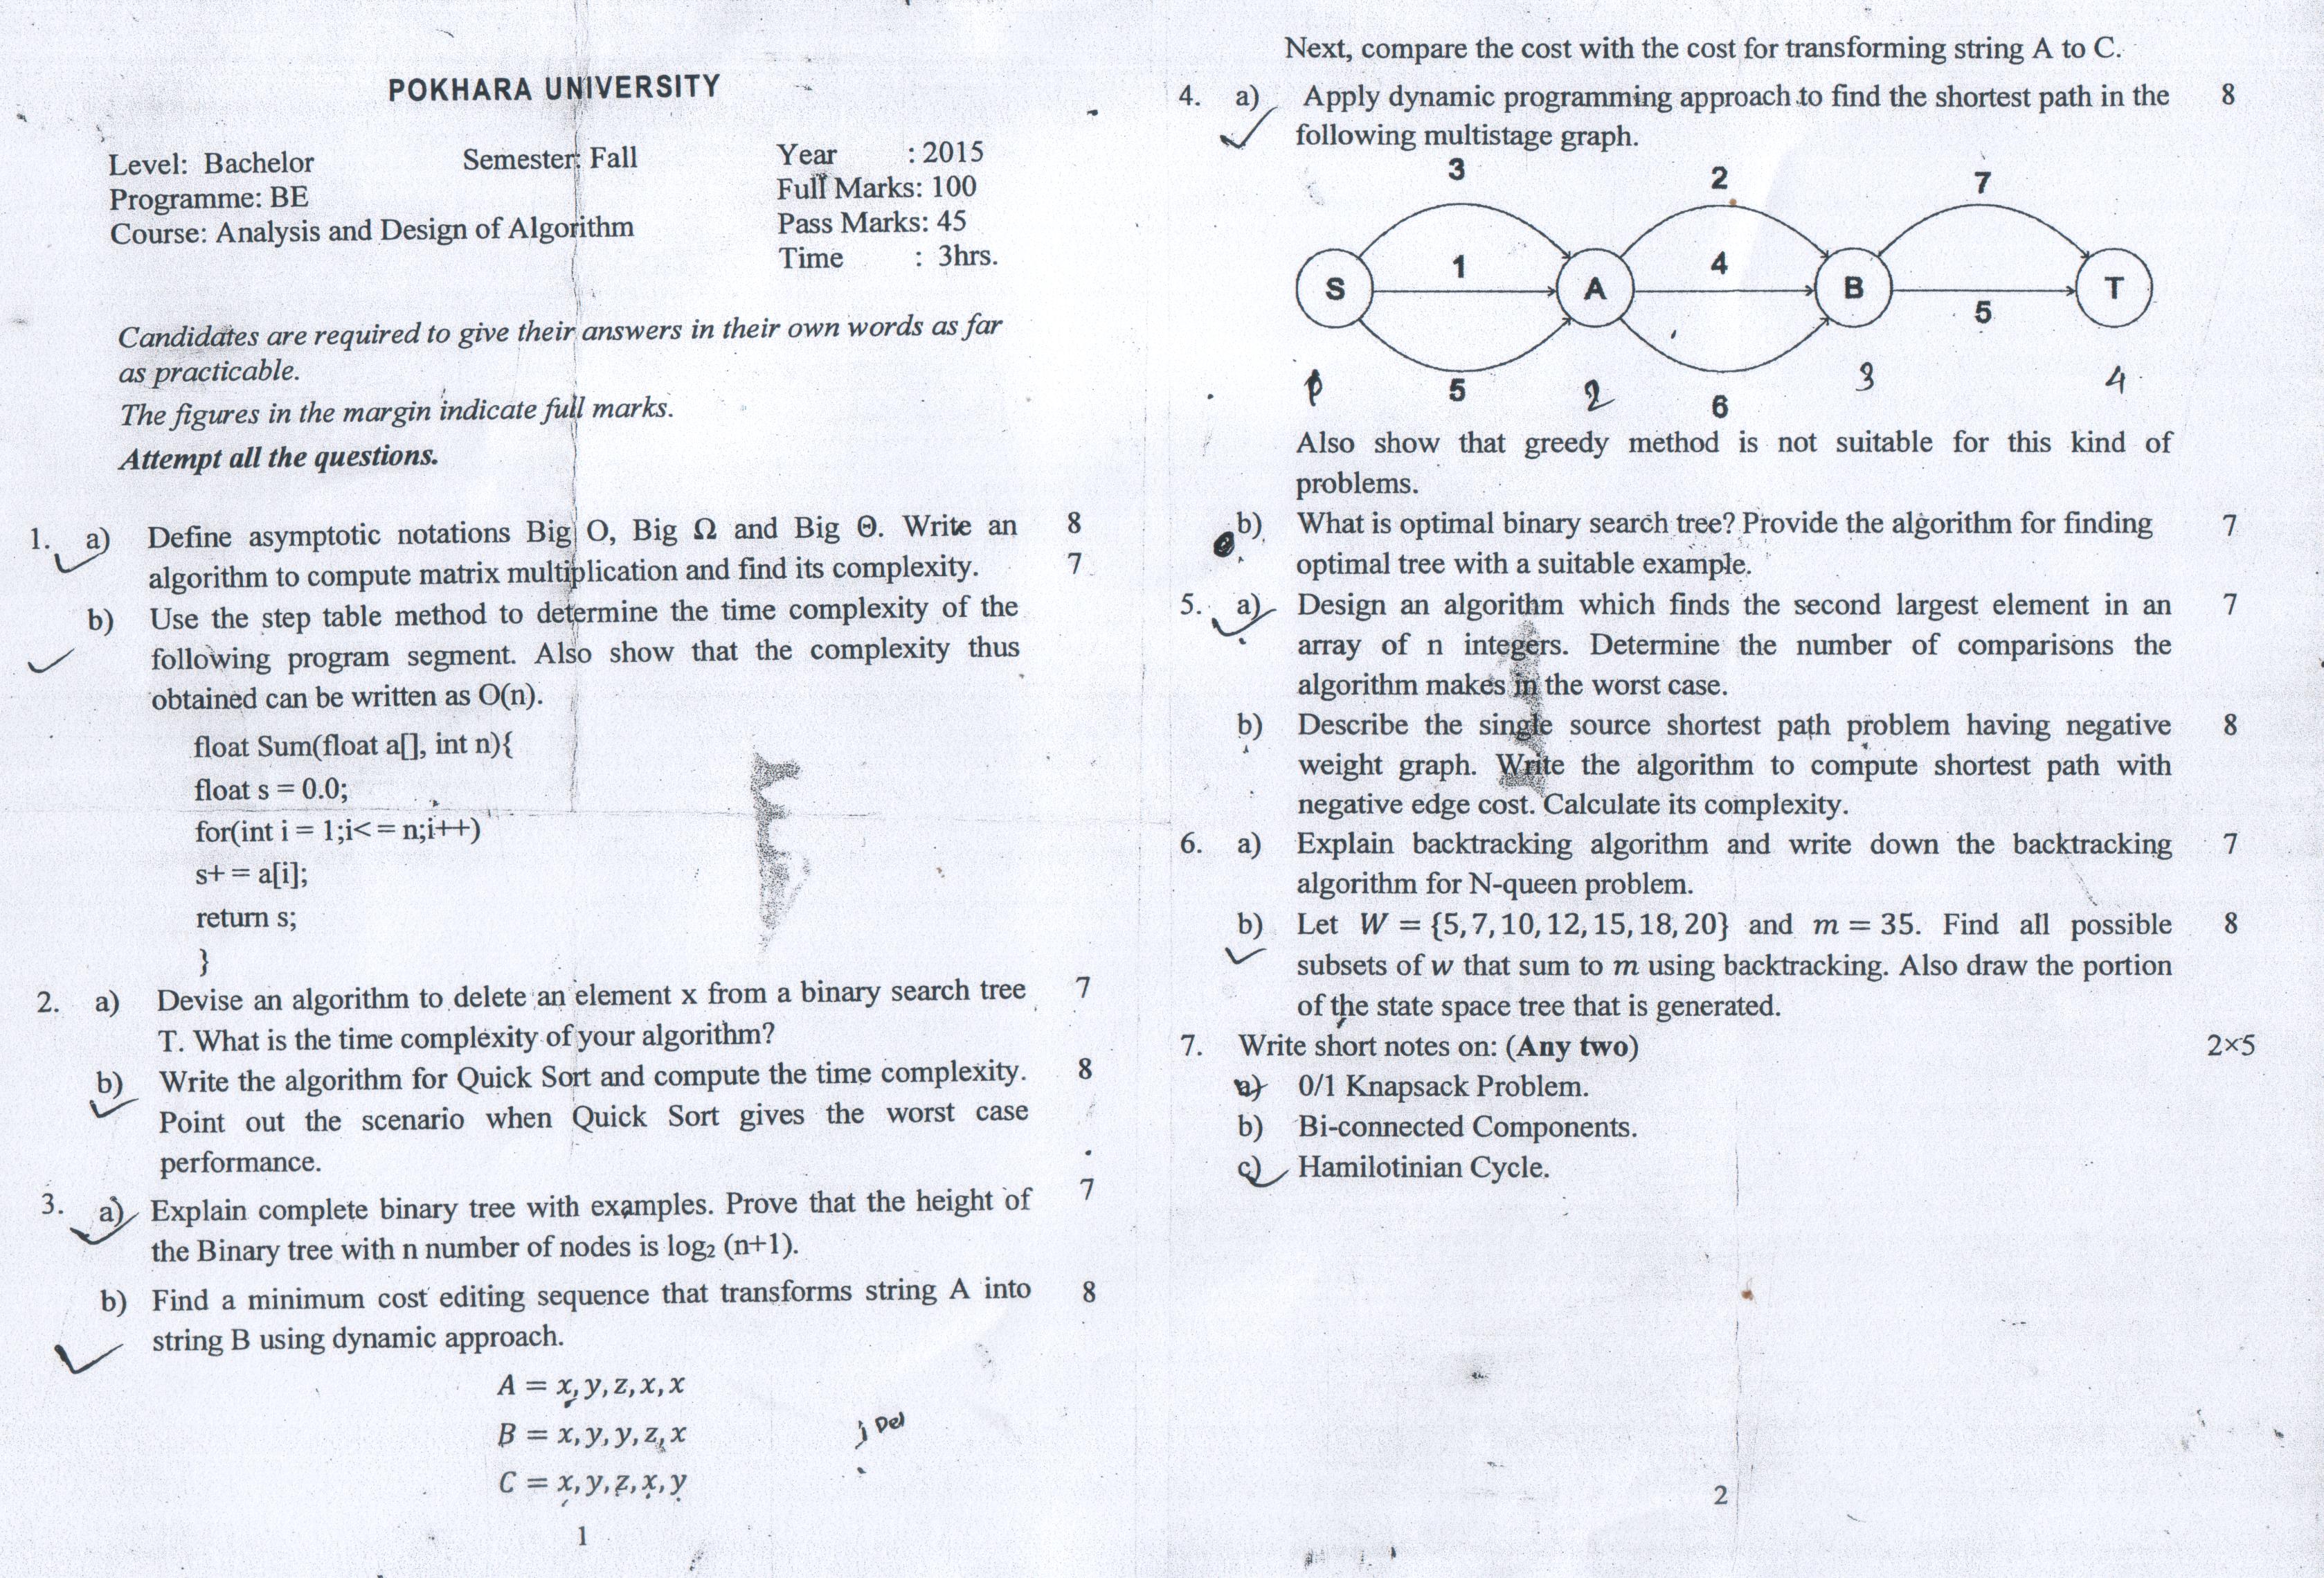 POKHARA UNIVERSITY
Level: Bachelor Semester: Fall Year : 2015
Programme: BE Full Marks: 100
Course: Analysis and Design of Algorithm Pass Marks: 45
Time : 3hrs.
Candidates are required to give their answers in their own words as far
as practicable.
The figures in the margin indicate full marks.
Attempt all the questions.
1. a) Define asymptotic notations Big O, Big Ω and Big Θ. Write an 8
algorithm to compute matrix multiplication and find its complexity. 7
b) Use the step table method to determine the time complexity of the
following program segment. Also show that the complexity thus
obtained can be written as O(n).
float Sum(float a[], int n){
float s = 0.0;
for(int i = 1;i<= n;i++)
s+ = a[i];
return s;
}
2. a) Devise an algorithm to delete an element x from a binary search tree 7
T. What is the time complexity of your algorithm?
b) Write the algorithm for Quick Sort and compute the time complexity. 8
Point out the scenario when Quick Sort gives the worst case
performance.
3. a) Explain complete binary tree with examples. Prove that the height of 7
the Binary tree with n number of nodes is log₂ (n+1).
b) Find a minimum cost editing sequence that transforms string A into 8
string B using dynamic approach.
A = x, y, z, x, x
B = x, y, y, z, x
Del
C = x, y, z, x, y
1
Next, compare the cost with the cost for transforming string A to C.
4. a) Apply dynamic programming approach to find the shortest path in the 8
following multistage graph.
3 2 7
1 4
S A B T
5
5 6
2 3 4
Also show that greedy method is not suitable for this kind of
problems.
b) What is optimal binary search tree? Provide the algorithm for finding 7
optimal tree with a suitable example.
5. a) Design an algorithm which finds the second largest element in an 7
array of n integers. Determine the number of comparisons the
algorithm makes in the worst case.
b) Describe the single source shortest path problem having negative 8
weight graph. Write the algorithm to compute shortest path with
negative edge cost. Calculate its complexity.
6. a) Explain backtracking algorithm and write down the backtracking 7
algorithm for N-queen problem.
b) Let W = {5, 7, 10, 12, 15, 18, 20} and m = 35. Find all possible 8
subsets of w that sum to m using backtracking. Also draw the portion
of the state space tree that is generated.
7. Write short notes on: (Any two) 2×5
a) 0/1 Knapsack Problem.
b) Bi-connected Components.
c) Hamilotinian Cycle.
2